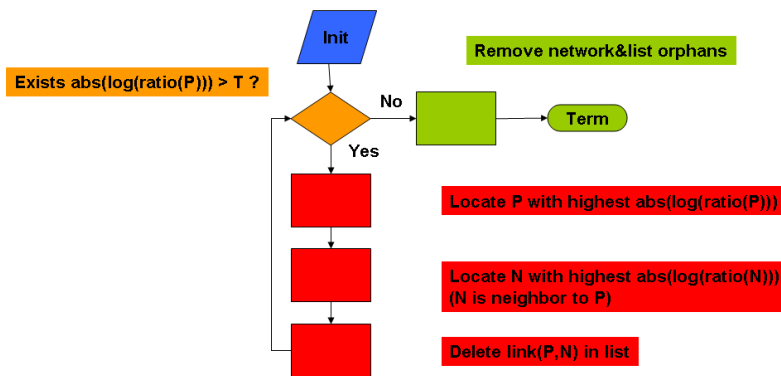 Init
Remove network&list orphans
Exists abs(log(ratio(P))) > T ?
No
Term
Yes
Locate P with highest abs(log(ratio(P)))
Locate N with highest abs(log(ratio(N)))
(N is neighbor to P)
Delete link(P,N) in list